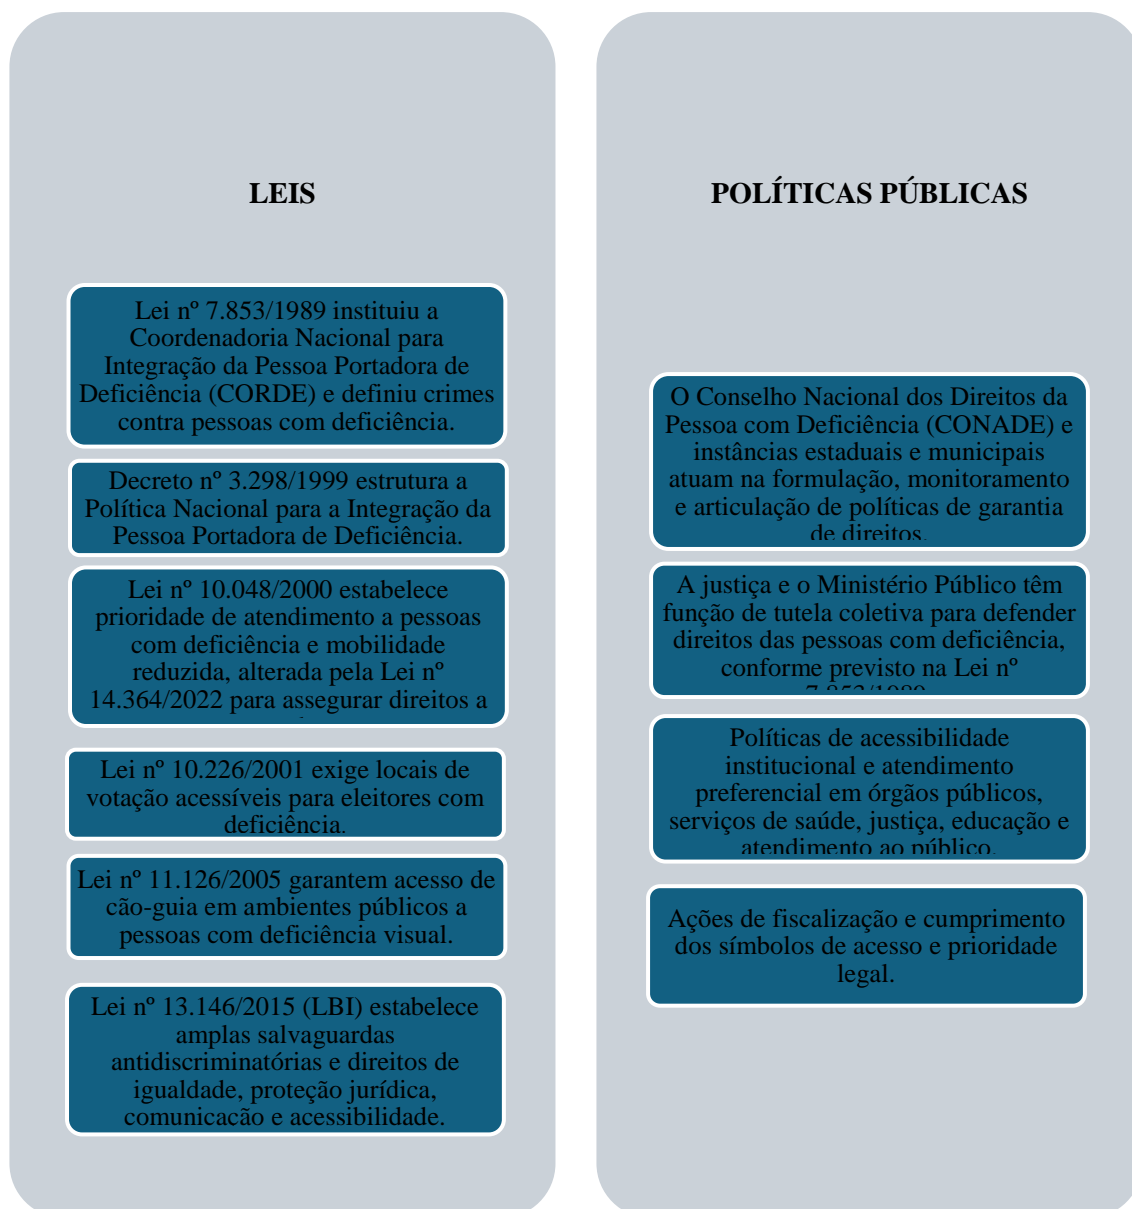 LEIS
Lei nº 7.853/1989 instituiu a
Coordenadoria Nacional para
Integração da Pessoa Portadora de
Deficiência (CORDE) e definiu crimes
contra pessoas com deficiência.
Decreto nº 3.298/1999 estrutura a
Política Nacional para a Integração da
Pessoa Portadora de Deficiência.
Lei nº 10.048/2000 estabelece
prioridade de atendimento a pessoas
com deficiência e mobilidade
reduzida, alterada pela Lei nº
14.364/2022 para assegurar direitos a
Lei nº 10.226/2001 exige locais de
votação acessíveis para eleitores com
deficiência.
Lei nº 11.126/2005 garantem acesso de
cão-guia em ambientes públicos a
pessoas com deficiência visual.
Lei nº 13.146/2015 (LBI) estabelece
amplas salvaguardas
antidiscriminatórias e direitos de
igualdade, proteção jurídica,
comunicação e acessibilidade.
POLÍTICAS PÚBLICAS
O Conselho Nacional dos Direitos da
Pessoa com Deficiência (CONADE) e
instâncias estaduais e municipais
atuam na formulação, monitoramento
e articulação de políticas de garantia
de direitos.
A justiça e o Ministério Público têm
função de tutela coletiva para defender
direitos das pessoas com deficiência,
conforme previsto na Lei nº
7.853/1989
Políticas de acessibilidade
institucional e atendimento
preferencial em órgãos públicos,
serviços de saúde, justiça, educação e
atendimento ao público.
Ações de fiscalização e cumprimento
dos símbolos de acesso e prioridade
legal.